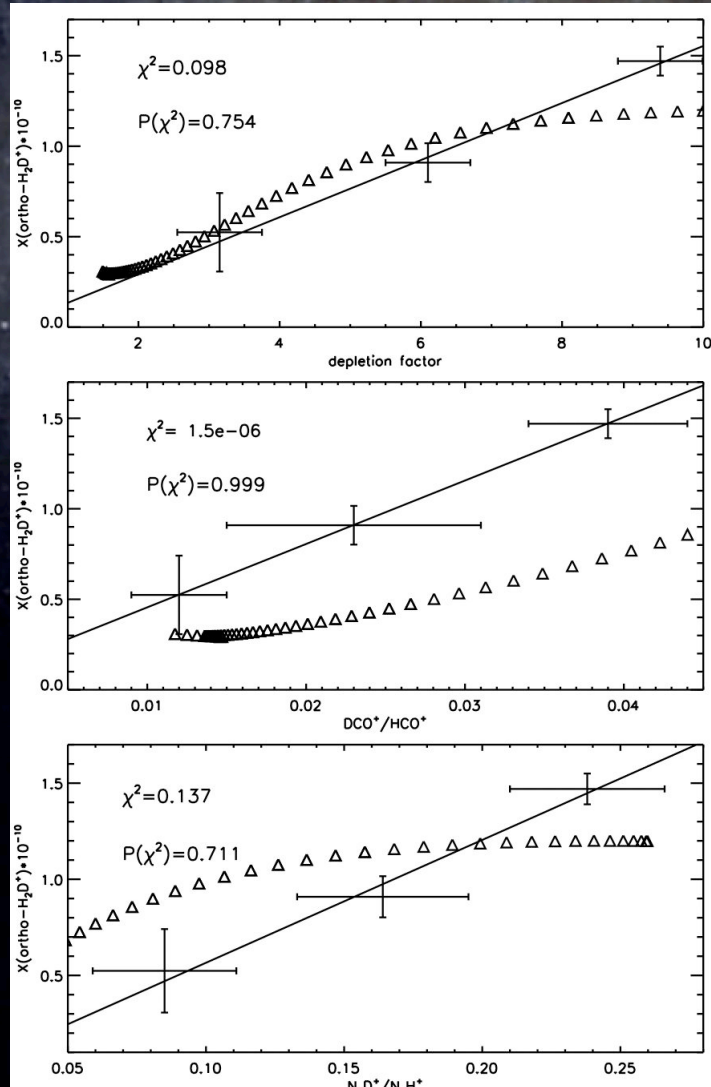 χ²=0.098
P(χ²)=0.754
X(ortho-H₂D⁺)•10⁻¹⁰
1.5
1.0
0.5
0.0
2 4 6 8 10
depletion factor
χ²= 1.5e-06
P(χ²)=0.999
X(ortho-H₂D⁺)•10⁻¹⁰
1.5
1.0
0.5
0.0
0.01 0.02 0.03 0.04
DCO⁺/HCO⁺
χ²=0.137
P(χ²)=0.711
X(ortho-H₂D⁺)•10⁻¹⁰
1.5
1.0
0.5
0.05 0.10 0.15 0.20 0.25
N₂D⁺/N₂H⁺